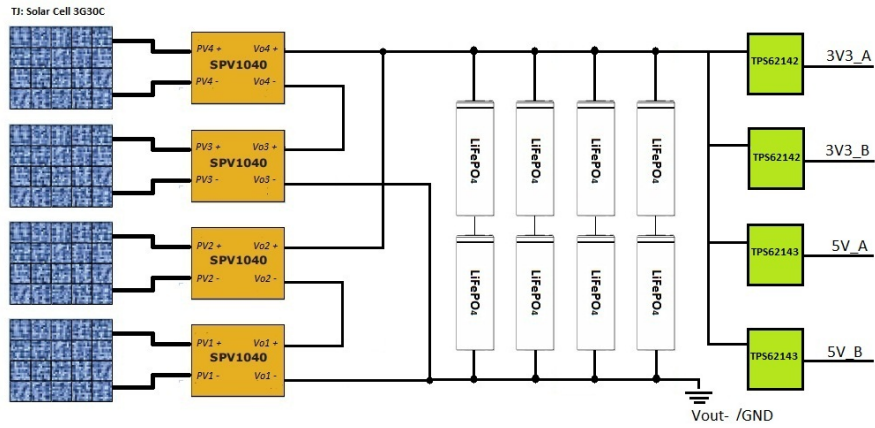 TJ: Solar Cell 3G30C
PV4 + Vo4 +
SPV1040
PV4 - Vo4 -
PV3 + Vo3 +
SPV1040
PV3 - Vo3 -
PV2 + Vo2 +
SPV1040
PV2 - Vo2 -
PV1 + Vo1 +
SPV1040
PV1 - Vo1 -
LiFePO4
LiFePO4
LiFePO4
LiFePO4
LiFePO4
LiFePO4
LiFePO4
LiFePO4
TPS62142
3V3_A
TPS62142
3V3_B
TPS62143
5V_A
TPS62143
5V_B
Vout- /GND